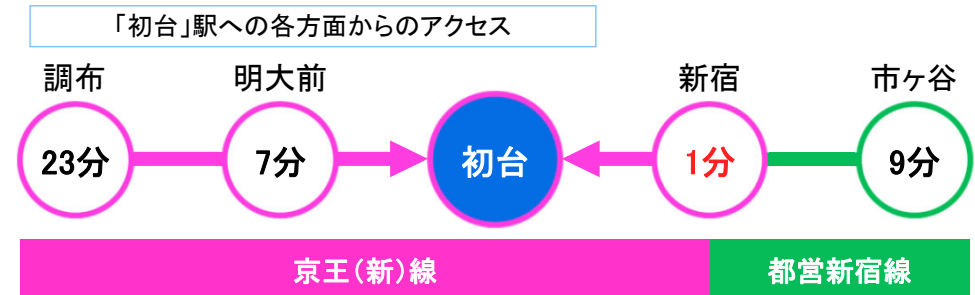 「初台」駅への各方面からのアクセス
調布
明大前
新宿
市ヶ谷
23分
7分
初台
1分
9分
京王(新)線
都営新宿線